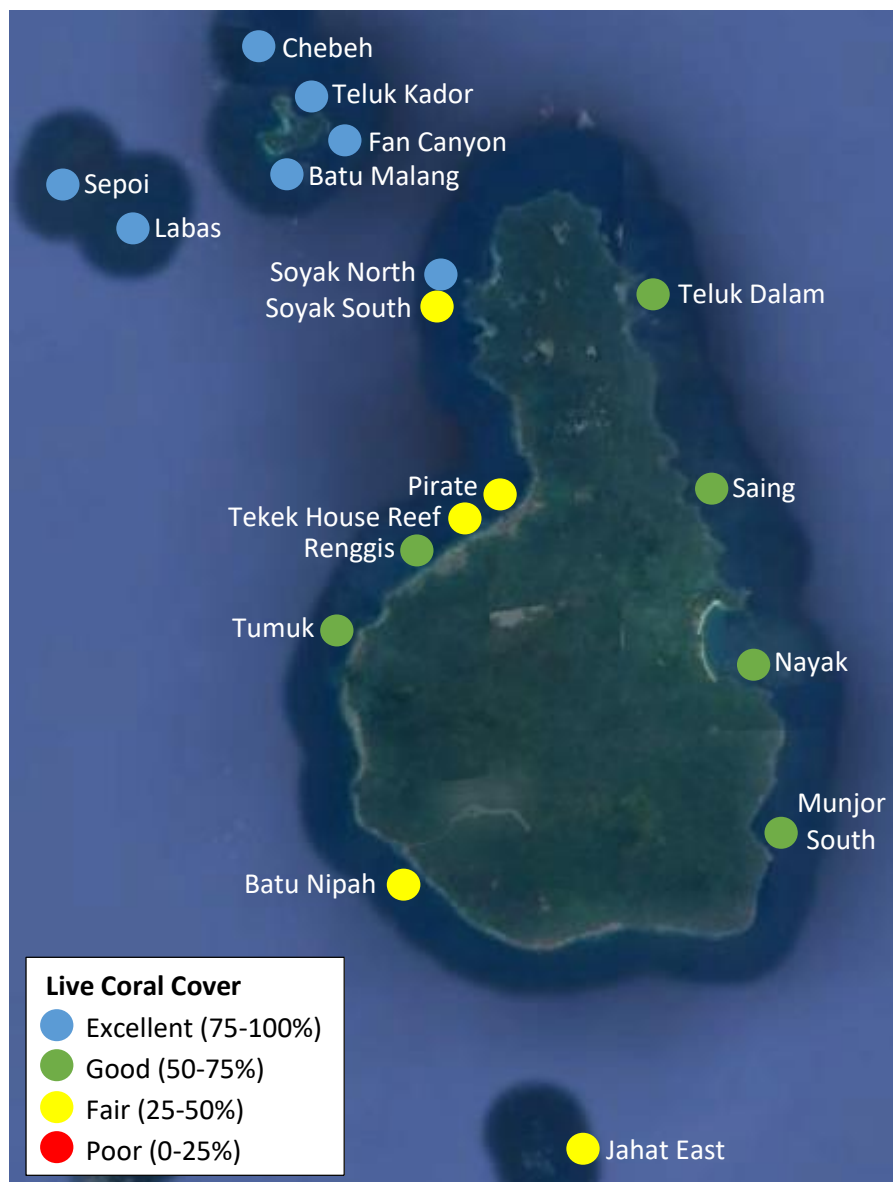 Chebeh
Teluk Kador
Fan Canyon
Batu Malang
Sepoi
Labas
Soyak North
Soyak South
Teluk Dalam
Pirate
Tekek House Reef
Renggis
Saing
Tumuk
Nayak
Munjor
South
Batu Nipah
Live Coral Cover
Excellent (75-100%)
Good (50-75%)
Fair (25-50%)
Poor (0-25%)
Jahat East